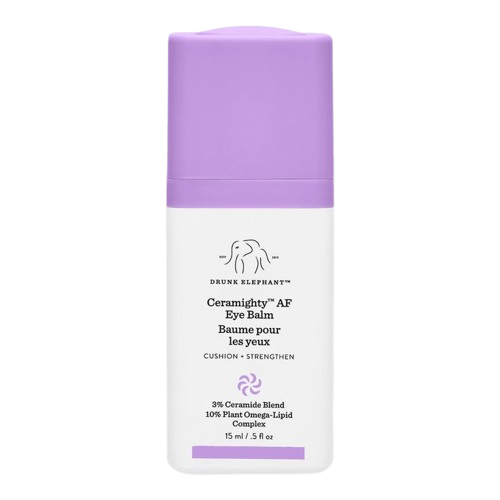 DRUNK ELEPHANT™
Ceramighty™ AF
Eye Balm
Baume pour
les yeux
CUSHION + STRENGTHEN
3% Ceramide Blend
10% Plant Omega-Lipid
Complex
15 ml / .5 fl oz